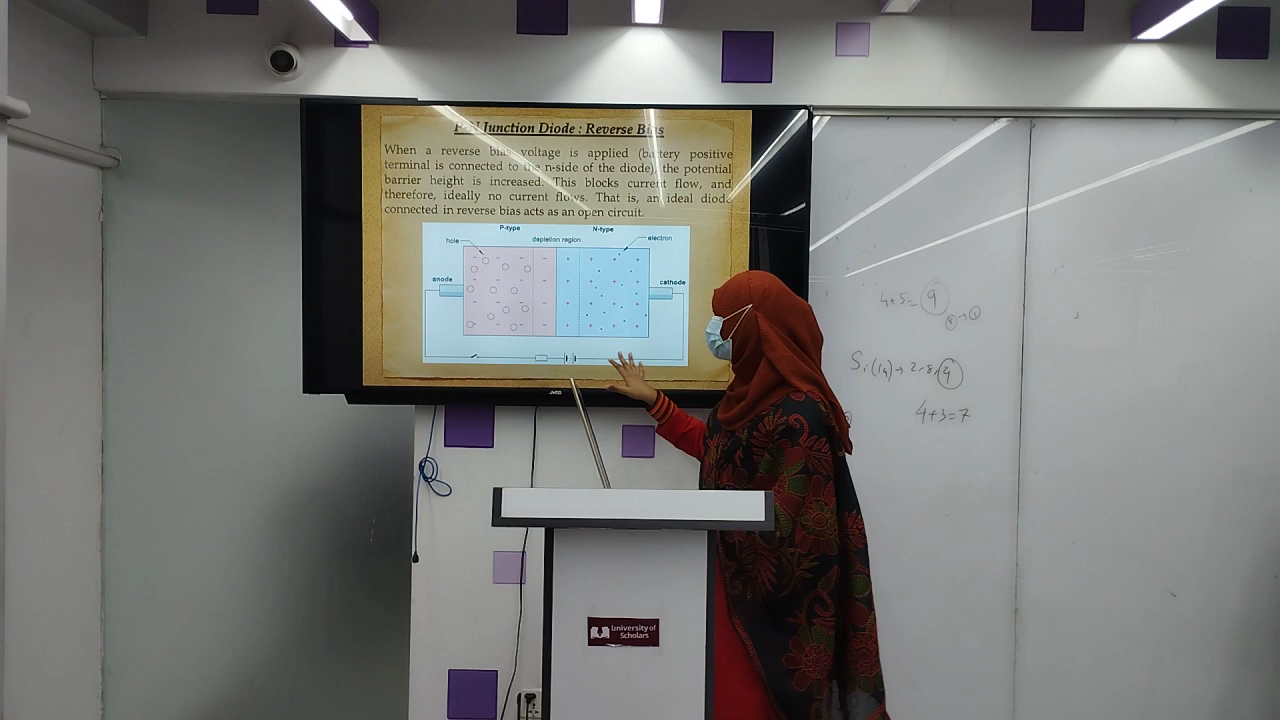 P-N Junction Diode : Reverse Bias
When a reverse bias voltage is applied (battery positive
terminal is connected to the n-side of the diode), the potential
barrier height is increased. This blocks current flow, and
therefore, ideally no current flows. That is, an ideal diode
connected in reverse bias acts as an open circuit.
P-type N-type
hole depletion region electron
anode cathode
JVCO
University of
Scholars
4+5=9
Si(14)→2,8,4
4+3=7